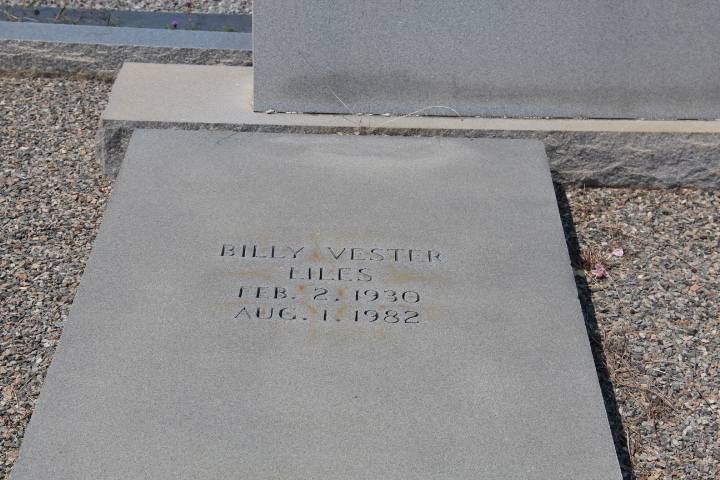 BILLY VESTER
LILES
FEB. 2, 1930
AUG. 1, 1982